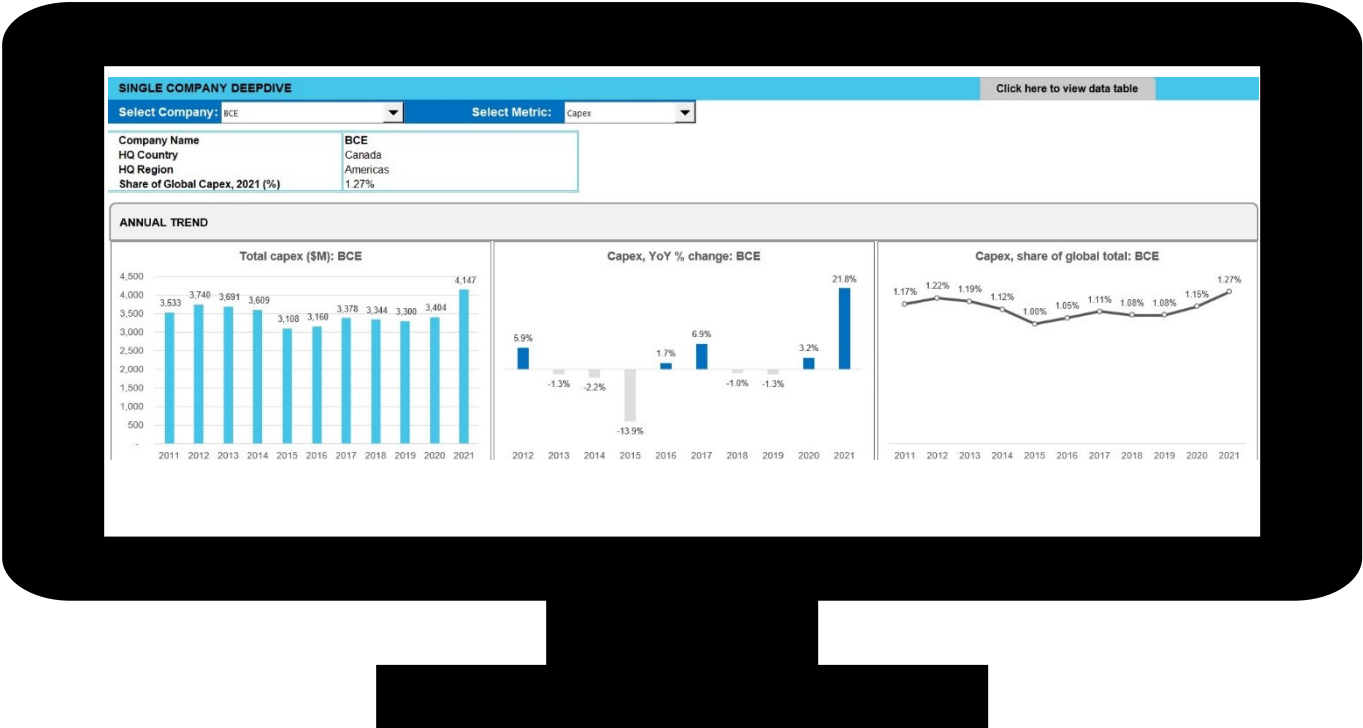 SINGLE COMPANY DEEPDIVE
Click here to view data table
Select Company: BCE
Select Metric: Capex
Company Name BCE
HQ Country Canada
HQ Region Americas
Share of Global Capex, 2021 (%) 1.27%
ANNUAL TREND
Total capex ($M): BCE
4,500
4,000
3,500
3,000
2,500
2,000
1,500
1,000
500
-
3,533 3,740 3,691 3,609 3,108 3,160 3,378 3,344 3,300 3,404 4,147
2011 2012 2013 2014 2015 2016 2017 2018 2019 2020 2021
Capex, YoY % change: BCE
5.9% -1.3% -2.2% -13.9% 1.7% 6.9% -1.0% -1.3% 3.2% 21.8%
2012 2013 2014 2015 2016 2017 2018 2019 2020 2021
Capex, share of global total: BCE
1.17% 1.22% 1.19% 1.12% 1.00% 1.05% 1.11% 1.08% 1.08% 1.15% 1.27%
2011 2012 2013 2014 2015 2016 2017 2018 2019 2020 2021